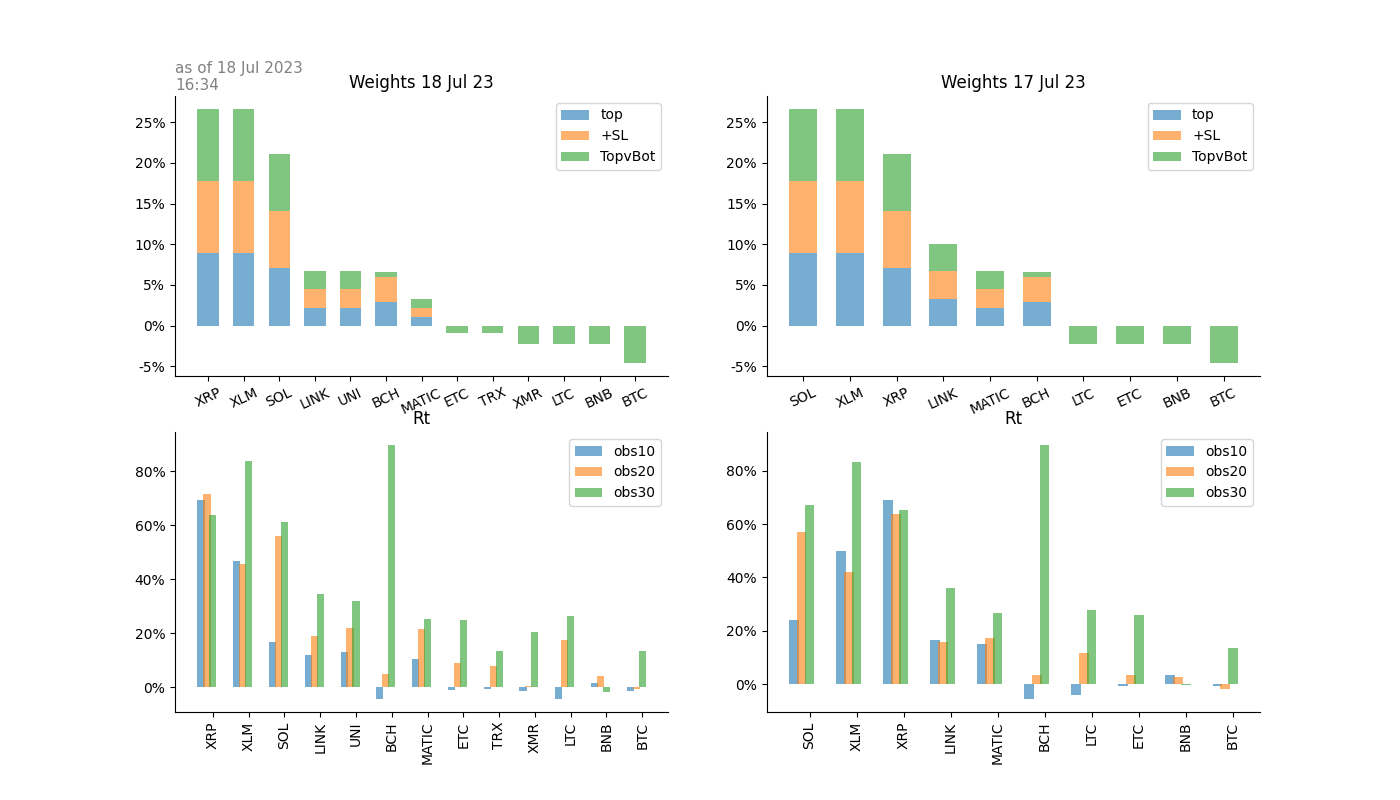 as of 18 Jul 2023
16:34
Weights 18 Jul 23
25%
20%
15%
10%
5%
0%
-5%
top
+SL
TopvBot
XRP XLM SOL LINK UNI BCH MATIC ETC TRX XMR LTC BNB BTC
Weights 17 Jul 23
25%
20%
15%
10%
5%
0%
-5%
top
+SL
TopvBot
SOL XLM XRP LINK MATIC BCH LTC ETC BNB BTC
Rt
80%
60%
40%
20%
0%
obs10
obs20
obs30
XRP XLM SOL LINK UNI BCH MATIC ETC TRX XMR LTC BNB BTC
Rt
80%
60%
40%
20%
0%
obs10
obs20
obs30
SOL XLM XRP LINK MATIC BCH LTC ETC BNB BTC